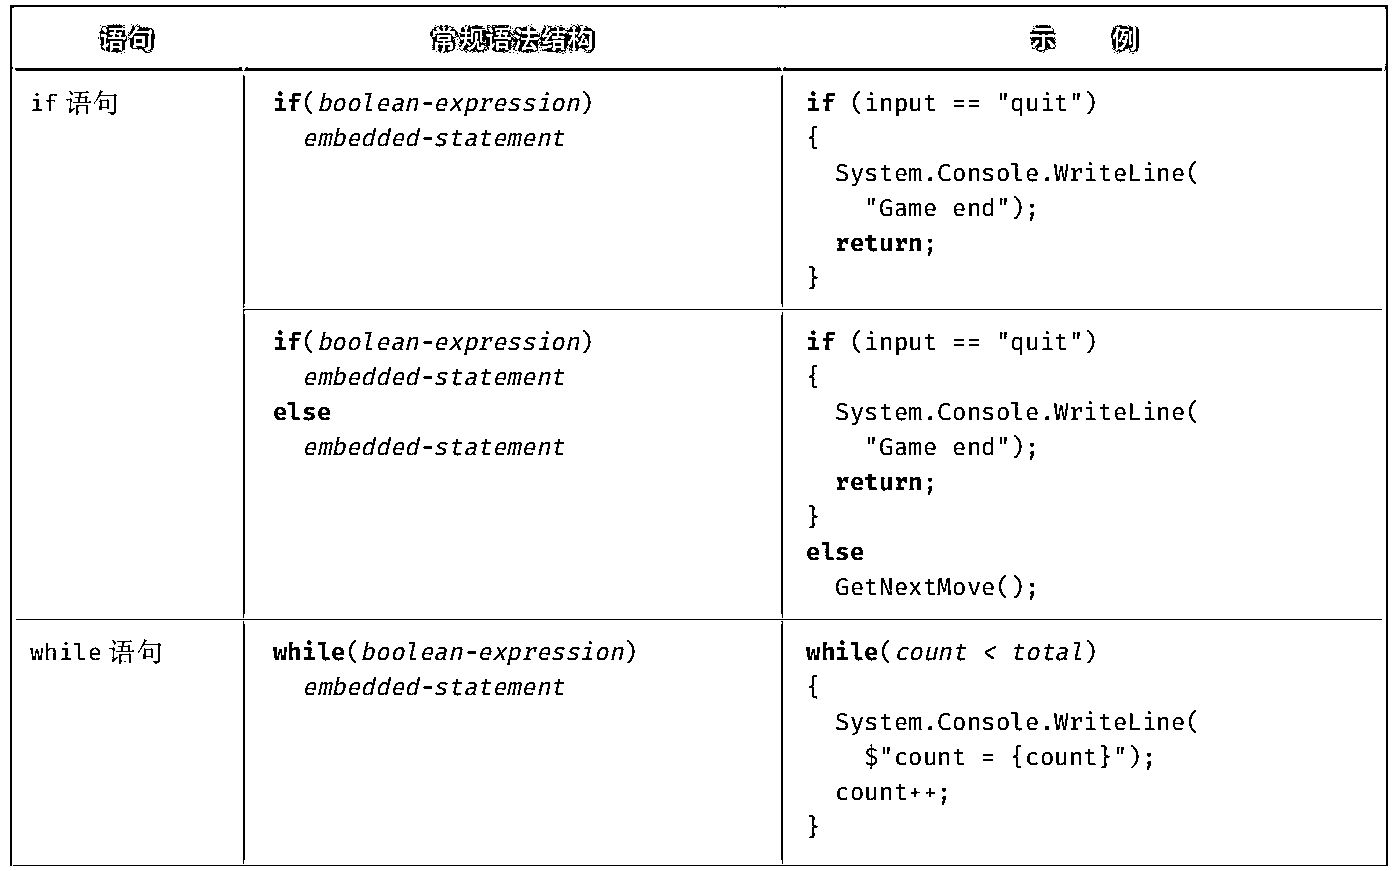 语句 常规语法结构 示 例
if 语句
if(boolean-expression)
  embedded-statement
if (input == "quit")
{
  System.Console.WriteLine(
    "Game end");
  return;
}
if(boolean-expression)
  embedded-statement
else
  embedded-statement
if (input == "quit")
{
  System.Console.WriteLine(
    "Game end");
  return;
}
else
  GetNextMove();
while 语句
while(boolean-expression)
  embedded-statement
while(count < total)
{
  System.Console.WriteLine(
    $"count = {count}");
  count++;
}